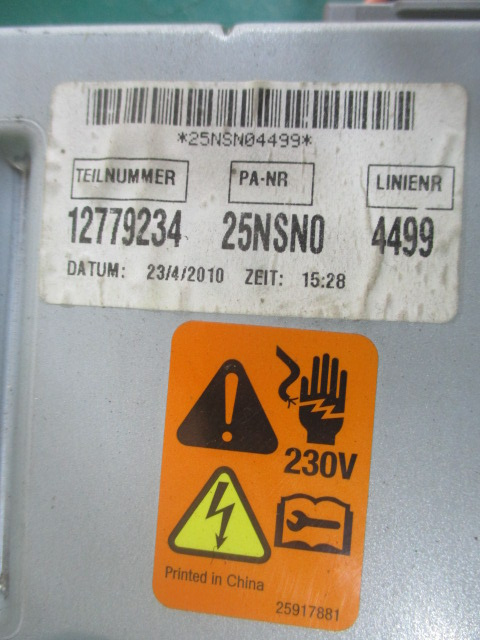 *25NSN04499*
TEILNUMMER PA-NR LINIENR
12779234 25NSN0 4499
DATUM: 23/4/2010 ZEIT: 15:28
230V
Printed in China
25917881